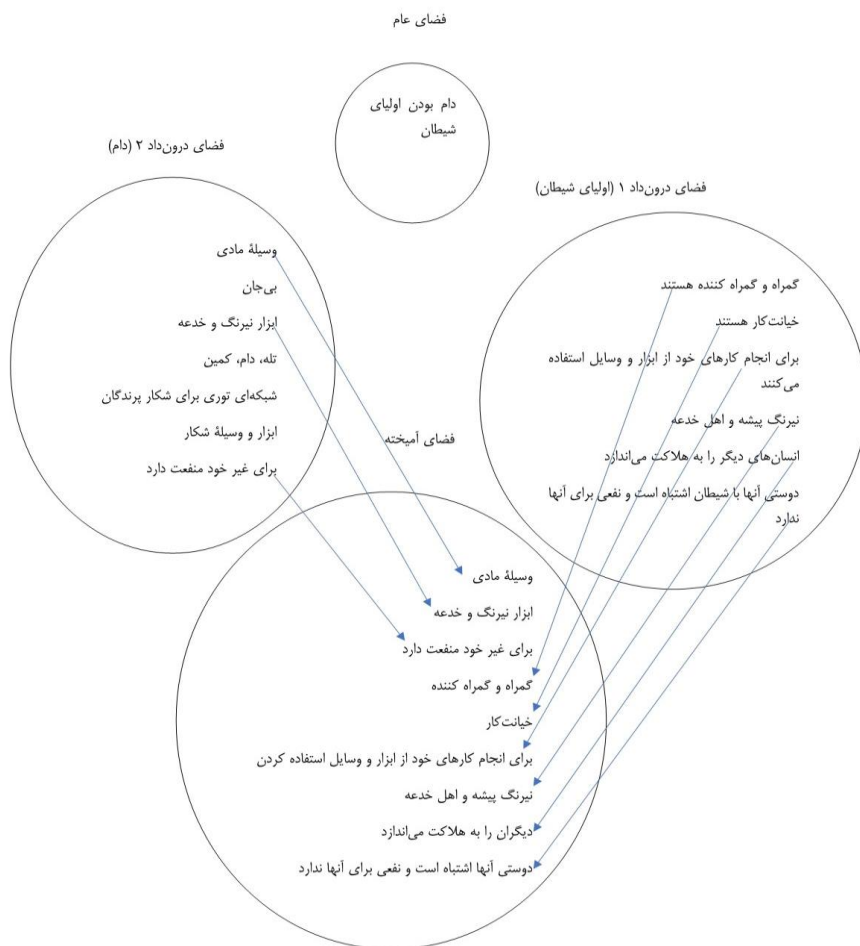 فضای عام
دام بودن اولیای
شیطان
فضای درون‌داد ۱ (اولیای شیطان)
گمراه و گمراه کننده هستند
خیانت‌کار هستند
برای انجام کارهای خود از ابزار و وسایل استفاده
می‌کنند
نیرنگ پیشه و اهل خدعه
انسان‌های دیگر را به هلاکت می‌اندازد
دوستی آنها با شیطان اشتباه است و نفعی برای آنها
ندارد
فضای درون‌داد ۲ (دام)
وسیلۀ مادی
بی‌جان
ابزار نیرنگ و خدعه
تله، دام، کمین
شبکه‌ای توری برای شکار پرندگان
ابزار و وسیلۀ شکار
برای غیر خود منفعت دارد
فضای آمیخته
وسیلۀ مادی
ابزار نیرنگ و خدعه
برای غیر خود منفعت دارد
گمراه و گمراه کننده
خیانت‌کار
برای انجام کارهای خود از ابزار و وسایل استفاده کردن
نیرنگ پیشه و اهل خدعه
دیگران را به هلاکت می‌اندازد
دوستی آنها اشتباه است و نفعی برای آنها ندارد